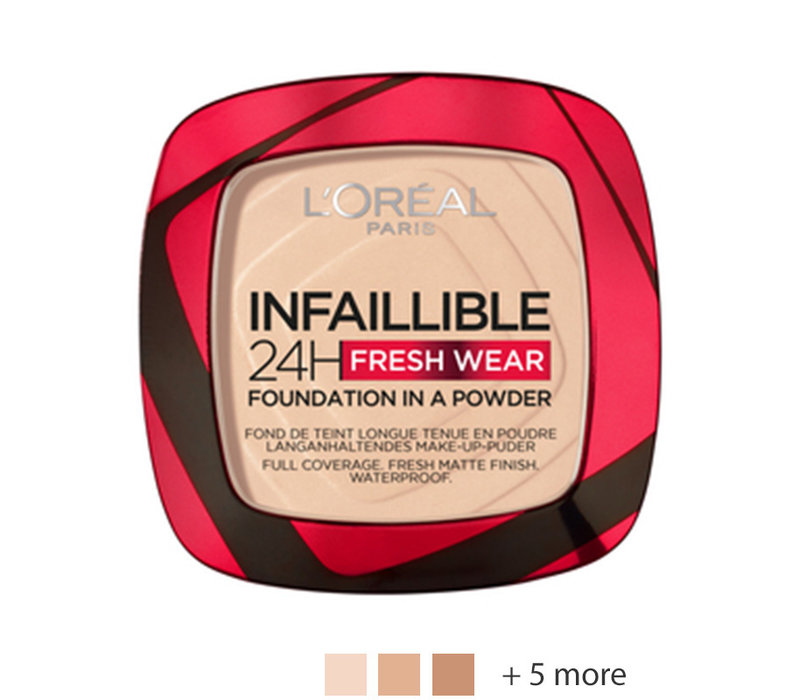 L'ORÉAL
PARIS
INFAILLIBLE
24H FRESH WEAR
FOUNDATION IN A POWDER
FOND DE TEINT LONGUE TENUE EN POUDRE
LANGANHALTENDES MAKE-UP-PUDER
FULL COVERAGE. FRESH MATTE FINISH.
WATERPROOF.
+ 5 more